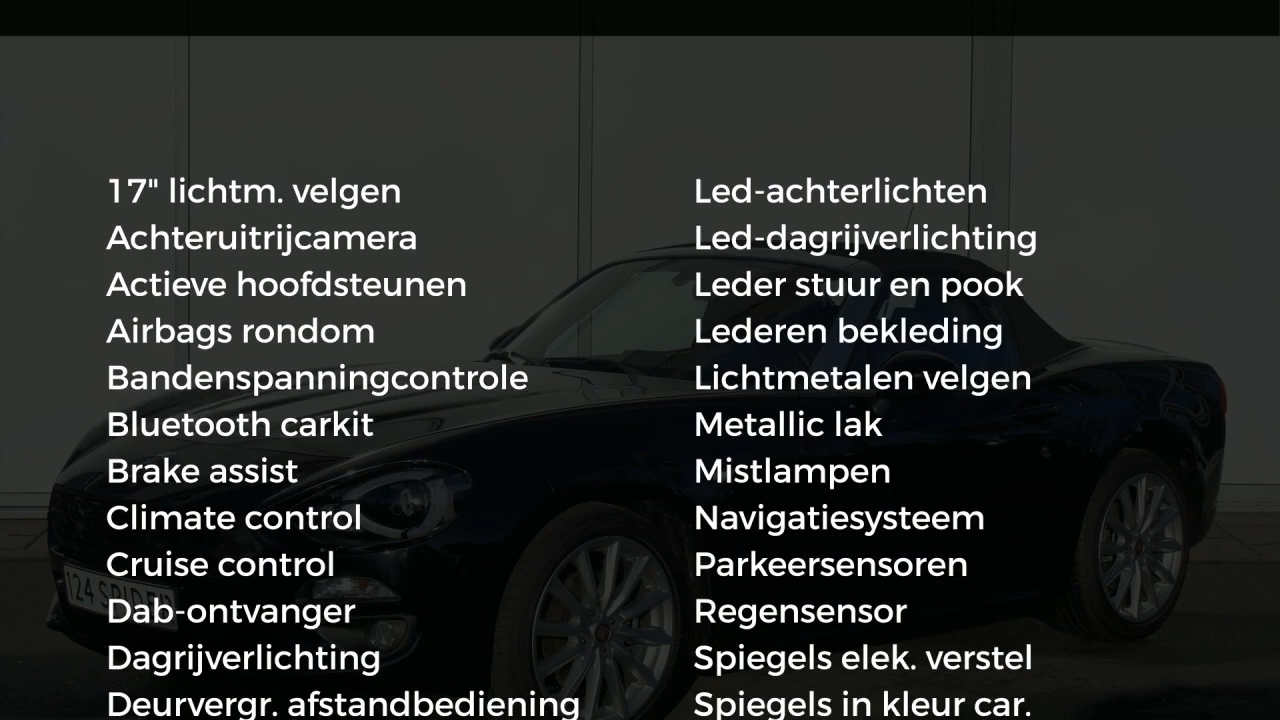 17" lichtm. velgen
Achteruitrijcamera
Actieve hoofdsteunen
Airbags rondom
Bandenspanningcontrole
Bluetooth carkit
Brake assist
Climate control
Cruise control
Dab-ontvanger
Dagrijverlichting
Deurvergr. afstandbediening
Led-achterlichten
Led-dagrijverlichting
Leder stuur en pook
Lederen bekleding
Lichtmetalen velgen
Metallic lak
Mistlampen
Navigatiesysteem
Parkeersensoren
Regensensor
Spiegels elek. verstel
Spiegels in kleur car.
124 SPIDER